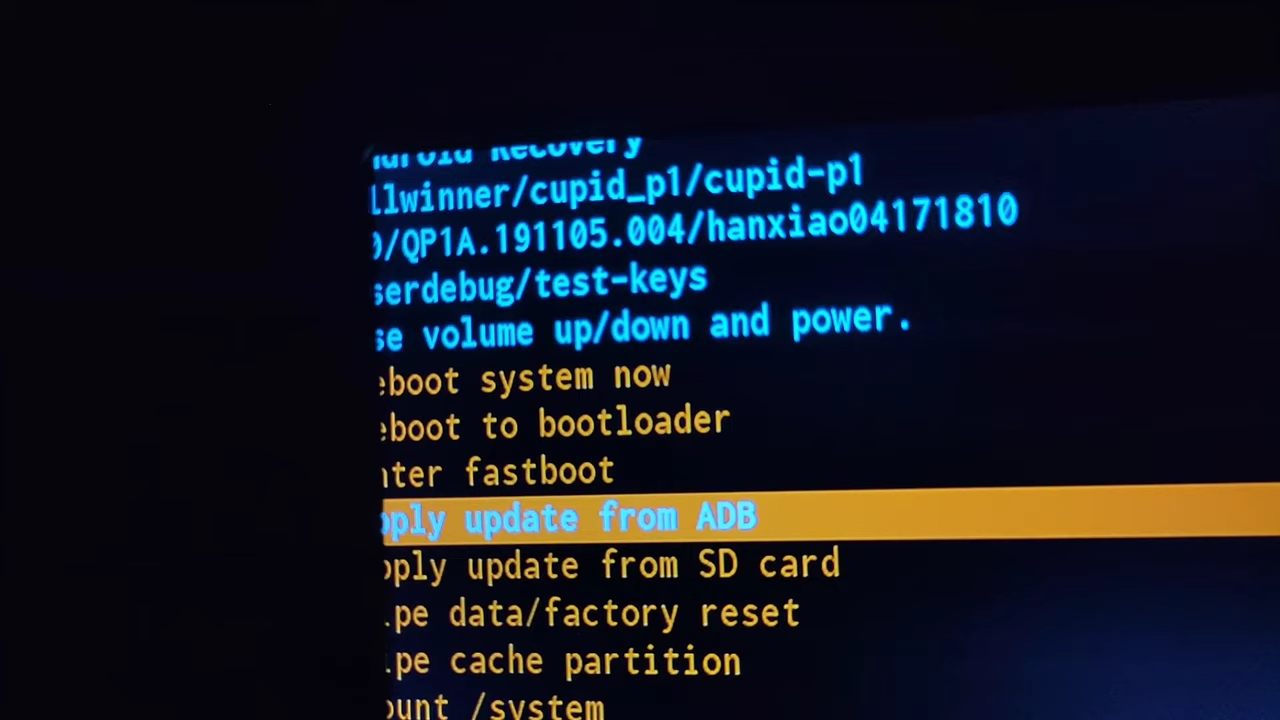 ndroid Recovery
llwinner/cupid_p1/cupid-p1
0/QP1A.191105.004/hanxiao04171810
serdebug/test-keys
se volume up/down and power.
eboot system now
eboot to bootloader
nter fastboot
pply update from ADB
pply update from SD card
ipe data/factory reset
ipe cache partition
ount /system